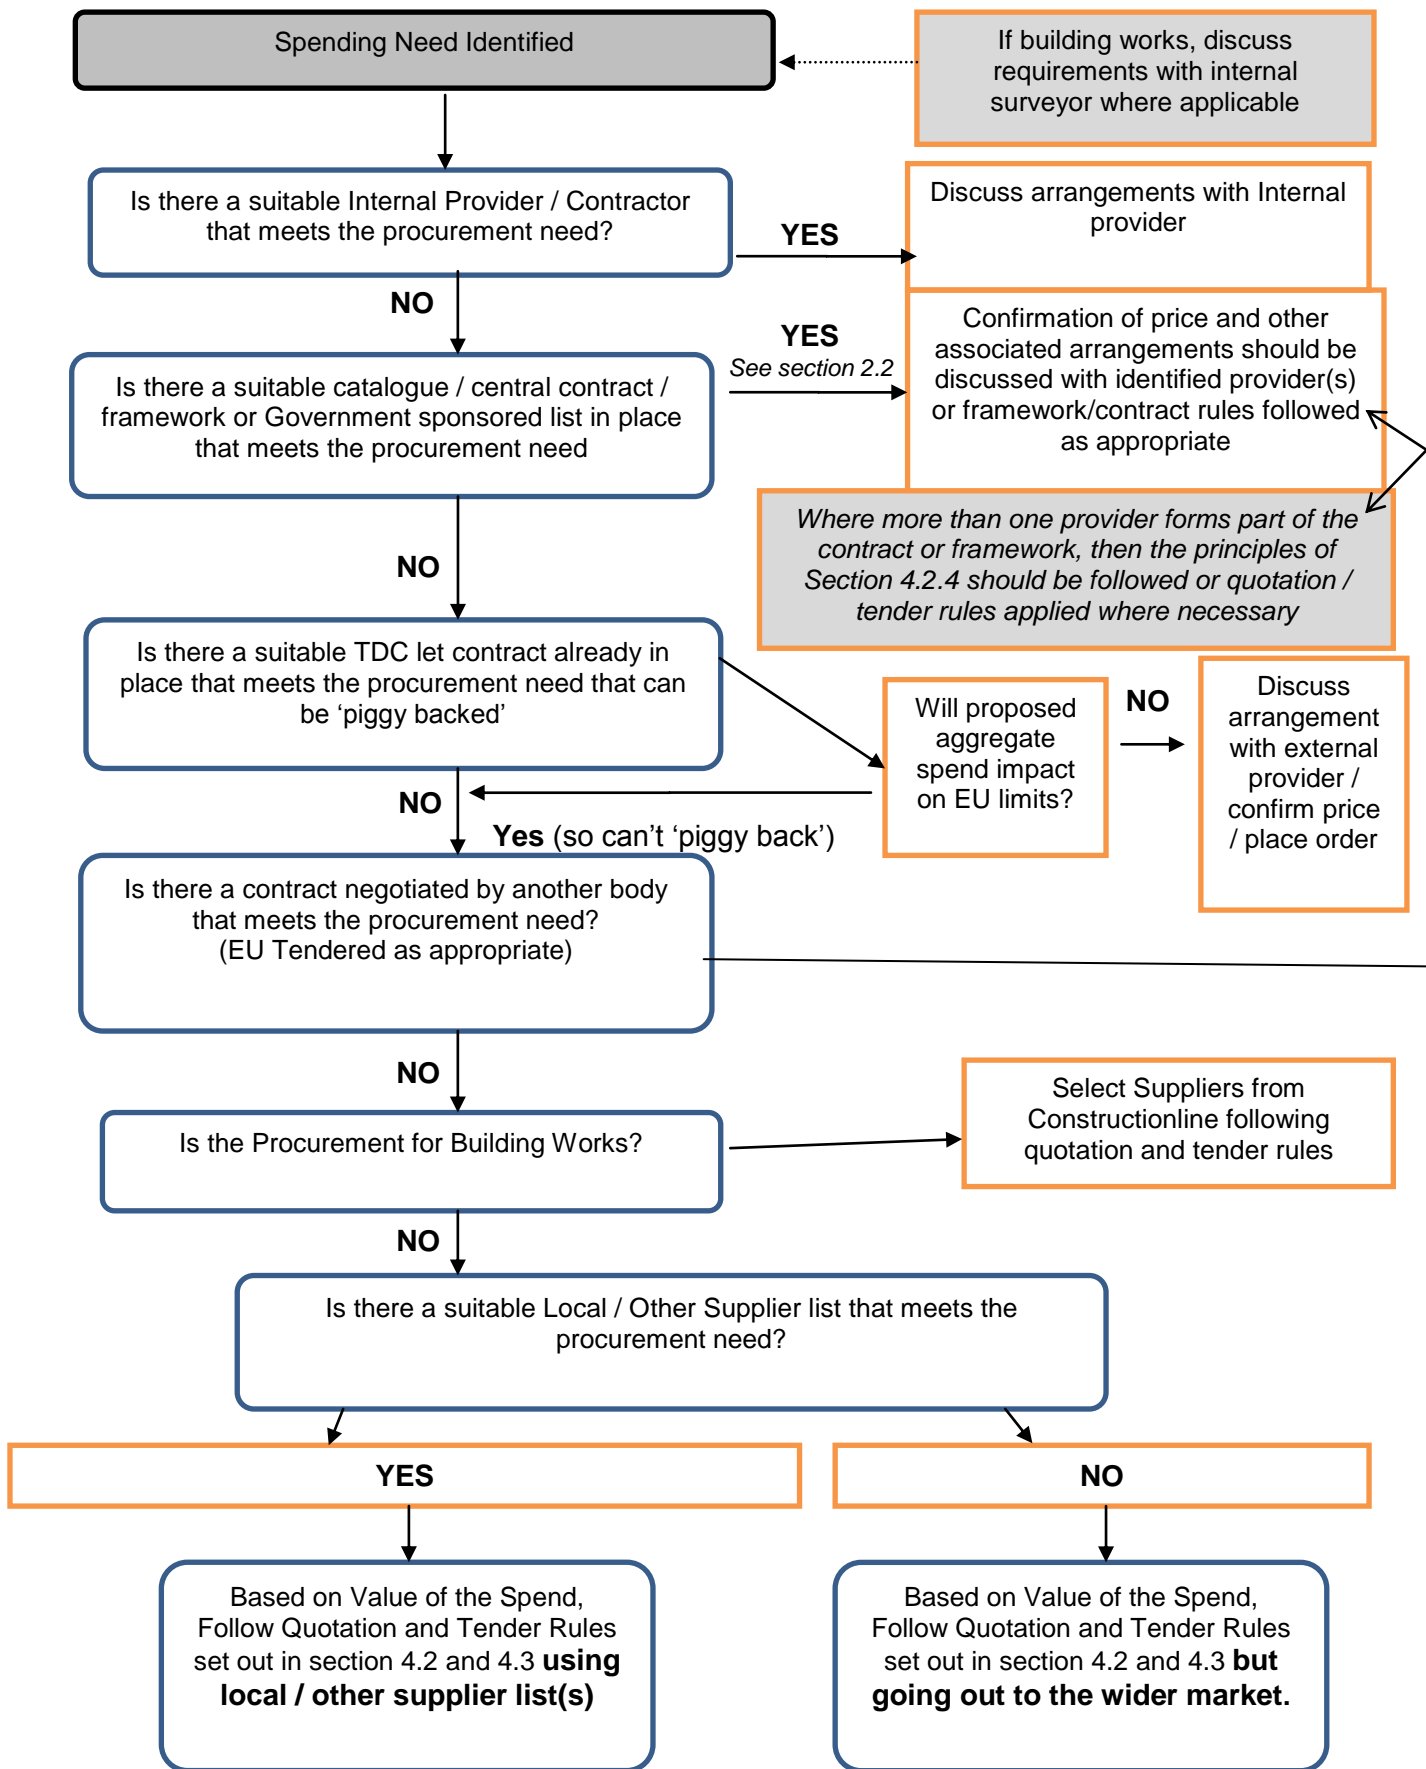 Spending Need Identified
If building works, discuss
requirements with internal
surveyor where applicable
Is there a suitable Internal Provider / Contractor
that meets the procurement need?
YES
Discuss arrangements with Internal
provider
NO
YES
See section 2.2
Confirmation of price and other
associated arrangements should be
discussed with identified provider(s)
or framework/contract rules followed
as appropriate
Is there a suitable catalogue / central contract /
framework or Government sponsored list in place
that meets the procurement need
Where more than one provider forms part of the
contract or framework, then the principles of
Section 4.2.4 should be followed or quotation /
tender rules applied where necessary
NO
Is there a suitable TDC let contract already in
place that meets the procurement need that can
be ‘piggy backed’
Will proposed
aggregate
spend impact
on EU limits?
NO
Discuss
arrangement
with external
provider /
confirm price
/ place order
NO
Yes (so can’t ‘piggy back’)
Is there a contract negotiated by another body
that meets the procurement need?
(EU Tendered as appropriate)
NO
Is the Procurement for Building Works?
Select Suppliers from
Constructionline following
quotation and tender rules
NO
Is there a suitable Local / Other Supplier list that meets the
procurement need?
YES
NO
Based on Value of the Spend,
Follow Quotation and Tender Rules
set out in section 4.2 and 4.3 using
local / other supplier list(s)
Based on Value of the Spend,
Follow Quotation and Tender Rules
set out in section 4.2 and 4.3 but
going out to the wider market.